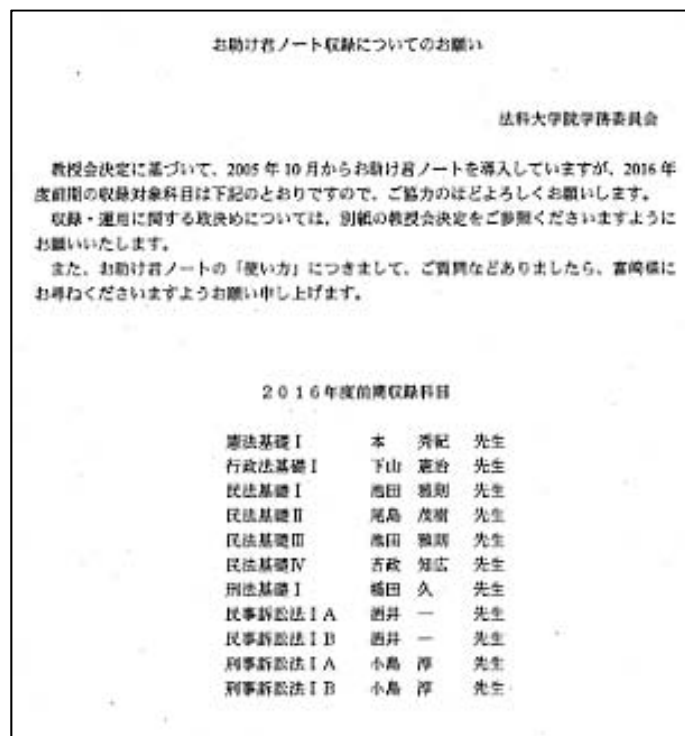 お助け君ノート収録についてのお願い
法科大学院学務委員会
教授会決定に基づいて、2005年10月からお助け君ノートを導入していますが、2016年
度前期の収録対象科目は下記のとおりですので、ご協力のほどよろしくお願いします。
収録・運用に関する取決めについては、別紙の教授会決定をご参照くださいますように
お願いいたします。
また、お助け君ノートの「使い方」につきまして、ご質問などありましたら、宮崎様に
お尋ねくださいますようお願い申し上げます。
2016年度前期収録科目
憲法基礎Ⅰ 本 秀紀 先生
行政法基礎Ⅰ 下山 憲治 先生
民法基礎Ⅰ 池田 雅則 先生
民法基礎Ⅱ 尾島 茂樹 先生
民法基礎Ⅲ 池田 雅則 先生
民法基礎Ⅳ 吉政 知広 先生
刑法基礎Ⅰ 橋田 久 先生
民事訴訟法ⅠA 酒井 一 先生
民事訴訟法ⅠB 酒井 一 先生
刑事訴訟法ⅠA 小島 淳 先生
刑事訴訟法ⅠB 小島 淳 先生